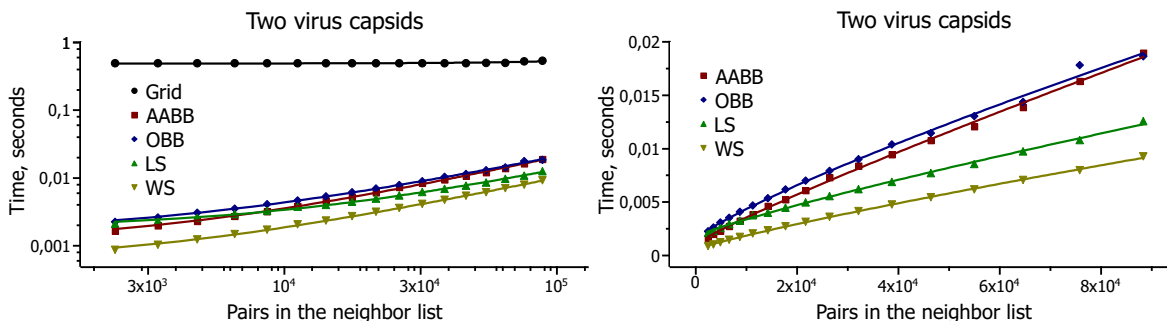 Two virus capsids
Time, seconds
1
0,1
0,01
0,001
Grid
AABB
OBB
LS
WS
3x10³
10⁴
3x10⁴
10⁵
Pairs in the neighbor list
Two virus capsids
Time, seconds
0,02
0,015
0,01
0,005
0
AABB
OBB
LS
WS
0
2x10⁴
4x10⁴
6x10⁴
8x10⁴
Pairs in the neighbor list